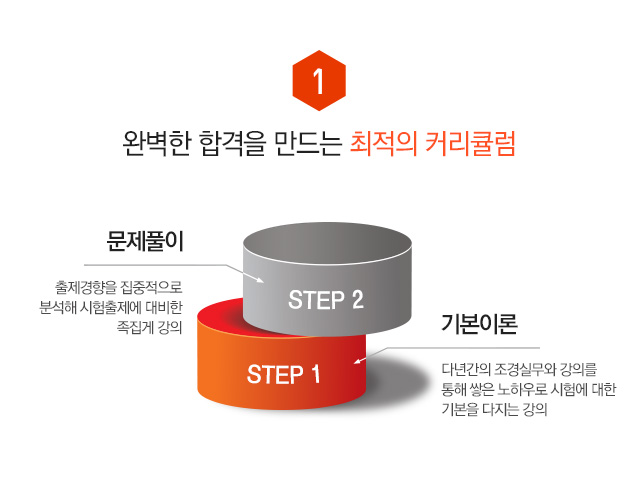 1
완벽한 합격을 만드는 최적의 커리큘럼
문제풀이
출제경향을 집중적으로
분석해 시험출제에 대비한
족집게 강의
STEP 2
기본이론
다년간의 조경실무와 강의를
통해 쌓은 노하우로 시험에 대한
기본을 다지는 강의
STEP 1